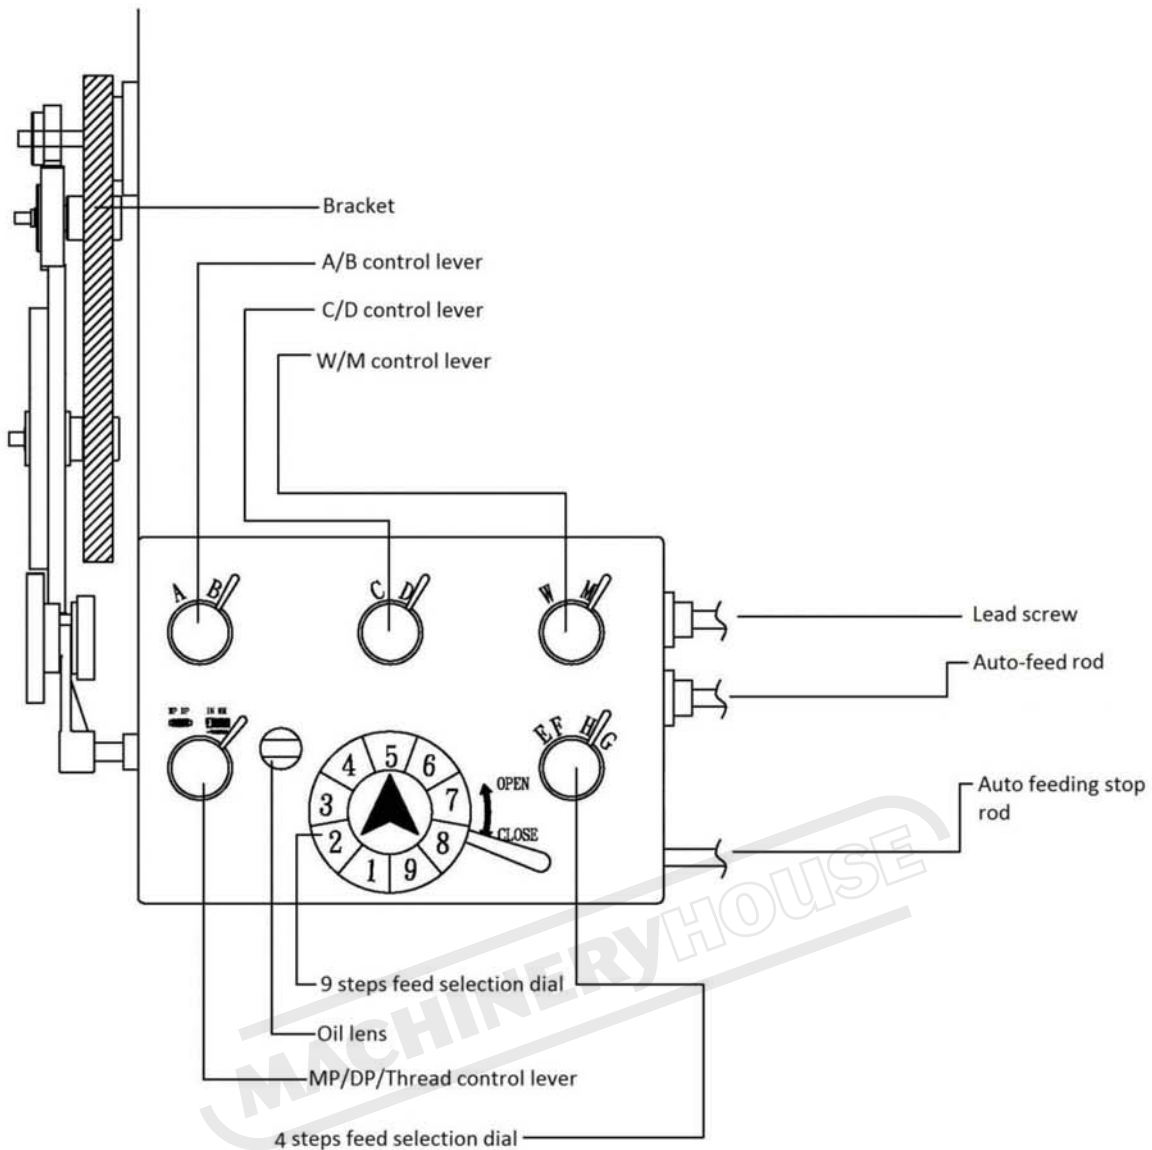 Bracket
A/B control lever
C/D control lever
W/M control lever
A B
C D
W M
Lead screw
Auto-feed rod
MP DP
E F H G
1 2 3 4 5 6 7 8 9
OPEN
CLOSE
Auto feeding stop
rod
MACHINERYHOUSE
9 steps feed selection dial
Oil lens
MP/DP/Thread control lever
4 steps feed selection dial